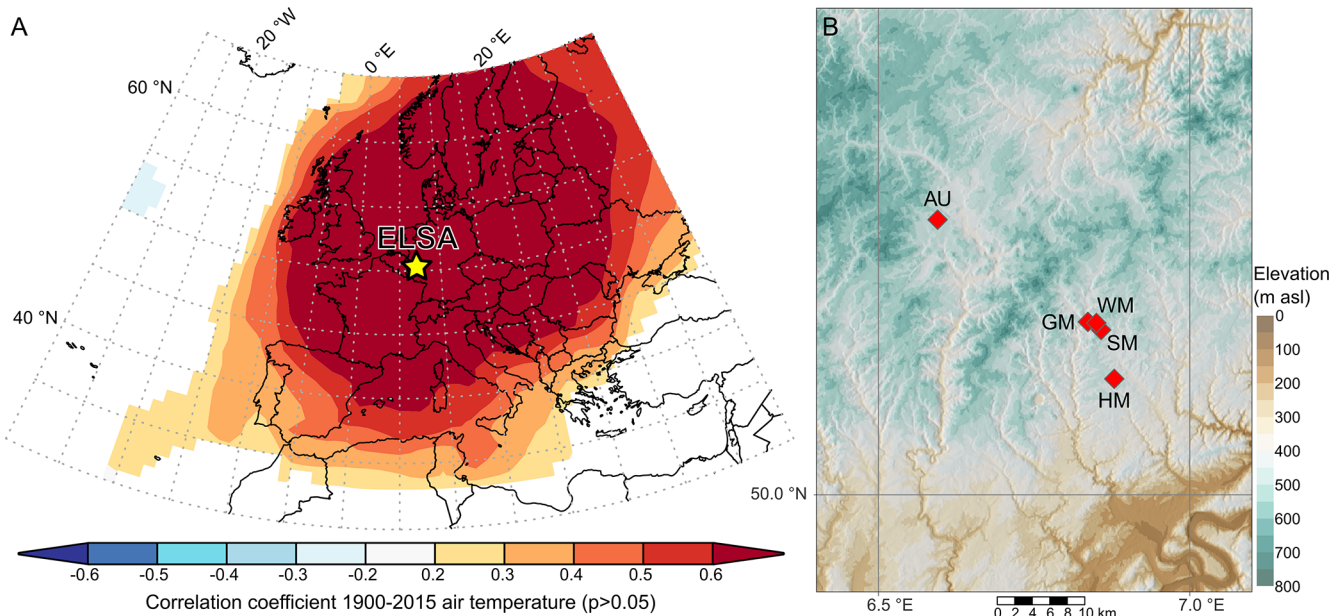 A
20 °W
0 °E
20 °E
60 °N
40 °N
ELSA
-0.6 -0.5 -0.4 -0.3 -0.2 0.2 0.3 0.4 0.5 0.6
Correlation coefficient 1900-2015 air temperature (p>0.05)
B
AU
WM
GM
SM
HM
50.0 °N
6.5 °E
7.0 °E
0 2 4 6 8 10 km
Elevation
(m asl)
0
100
200
300
400
500
600
700
800